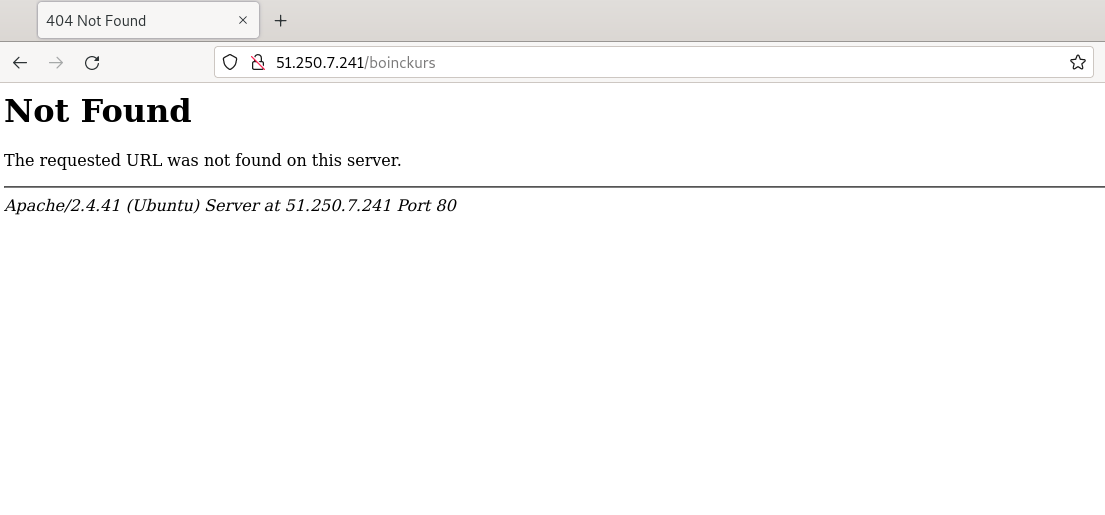 404 Not Found
51.250.7.241/boinckurs
Not Found
The requested URL was not found on this server.
Apache/2.4.41 (Ubuntu) Server at 51.250.7.241 Port 80